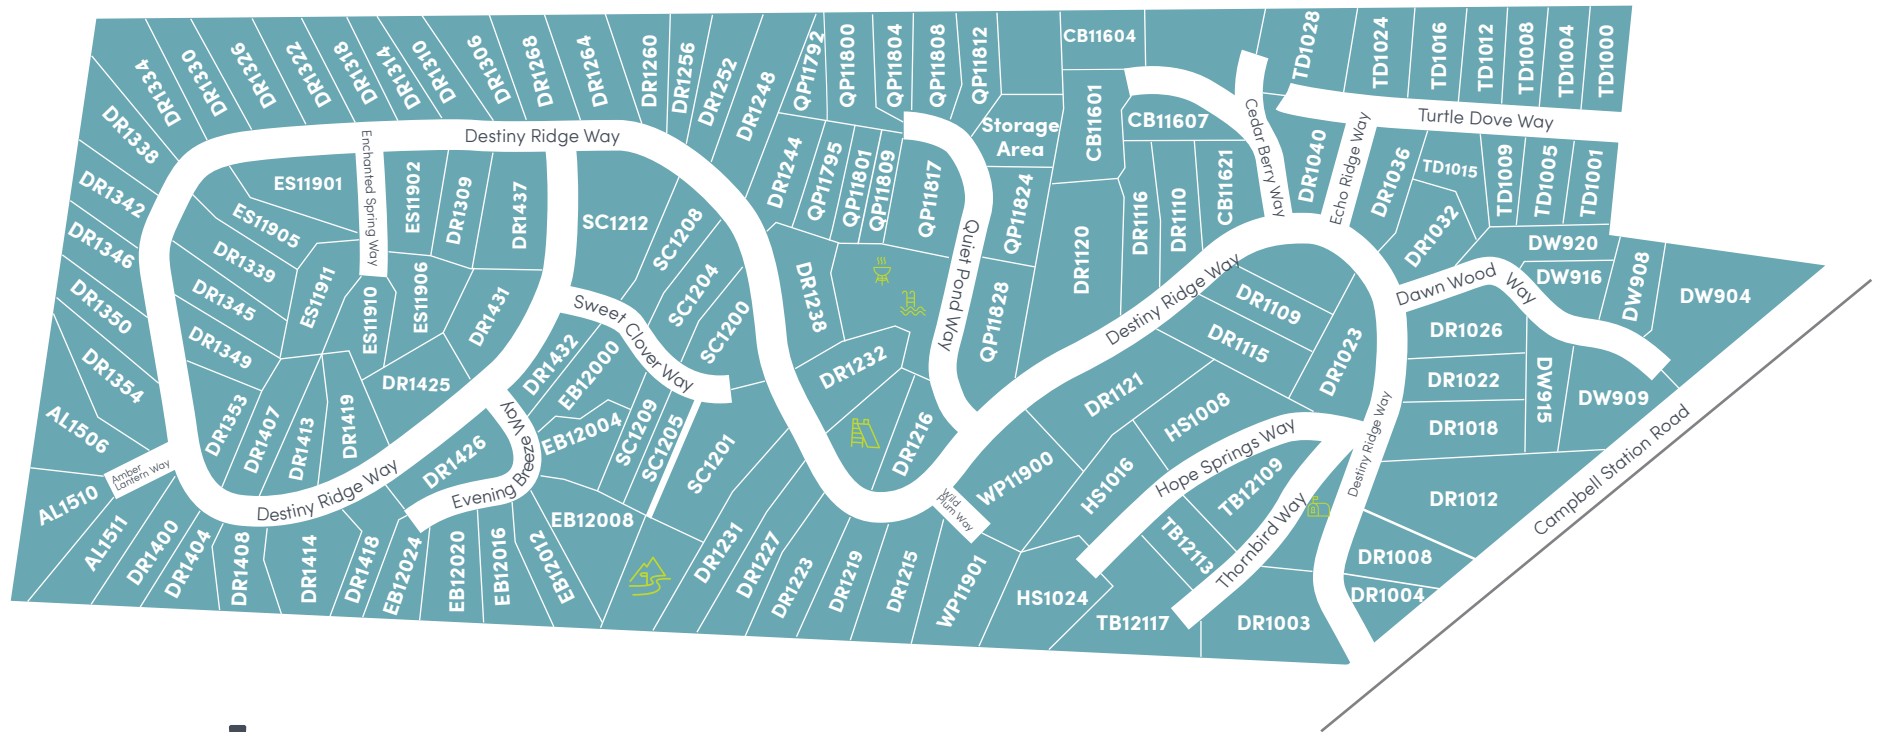 DR1334
DR1330
DR1326
DR1322
DR1318
DR1314
DR1310
DR1306
DR1268
DR1264
DR1260
DR1256
DR1252
DR1248
QP11792
QP11800
QP11804
QP11808
QP11812
CB11604
TD1028
TD1024
TD1016
TD1012
TD1008
TD1004
TD1000
DR1338
DR1342
DR1346
DR1350
DR1354
AL1506
AL1510
AL1511
Amber
Lantern Way
Destiny Ridge Way
Enchanted Spring Way
ES11901
ES11905
DR1339
DR1345
DR1349
DR1353
DR1407
DR1413
DR1419
DR1425
ES11911
ES11910
ES11906
ES11902
DR1309
DR1437
DR1431
SC1212
SC1208
SC1204
SC1200
Sweet Clover Way
DR1432
EB12000
EB12004
SC1209
SC1205
SC1201
DR1426
Evening Breeze Way
Destiny Ridge Way
DR1400
DR1404
DR1408
DR1414
DR1418
EB12024
EB12020
EB12016
EB12012
EB12008
DR1231
DR1227
DR1223
DR1219
DR1215
WP11901
Wild
Plum Way
WP11900
DR1244
QP11795
QP11801
QP11809
QP11817
Quiet Pond Way
QP11824
QP11828
Storage
Area
DR1238
DR1232
DR1216
CB11601
CB11607
CB11621
Cedar Berry Way
DR1120
DR1116
DR1110
Destiny Ridge Way
DR1040
Echo Ridge Way
DR1036
DR1032
Turtle Dove Way
TD1015
TD1009
TD1005
TD1001
DW920
DW916
DW908
DW904
Dawn Wood Way
DR1109
DR1115
DR1121
DR1023
DR1026
DR1022
DR1018
DW915
DW909
DR1012
DR1008
DR1004
DR1003
Destiny Ridge Way
Campbell Station Road
HS1008
HS1016
HS1024
Hope Springs Way
TB12109
TB12113
TB12117
Thornbird Way